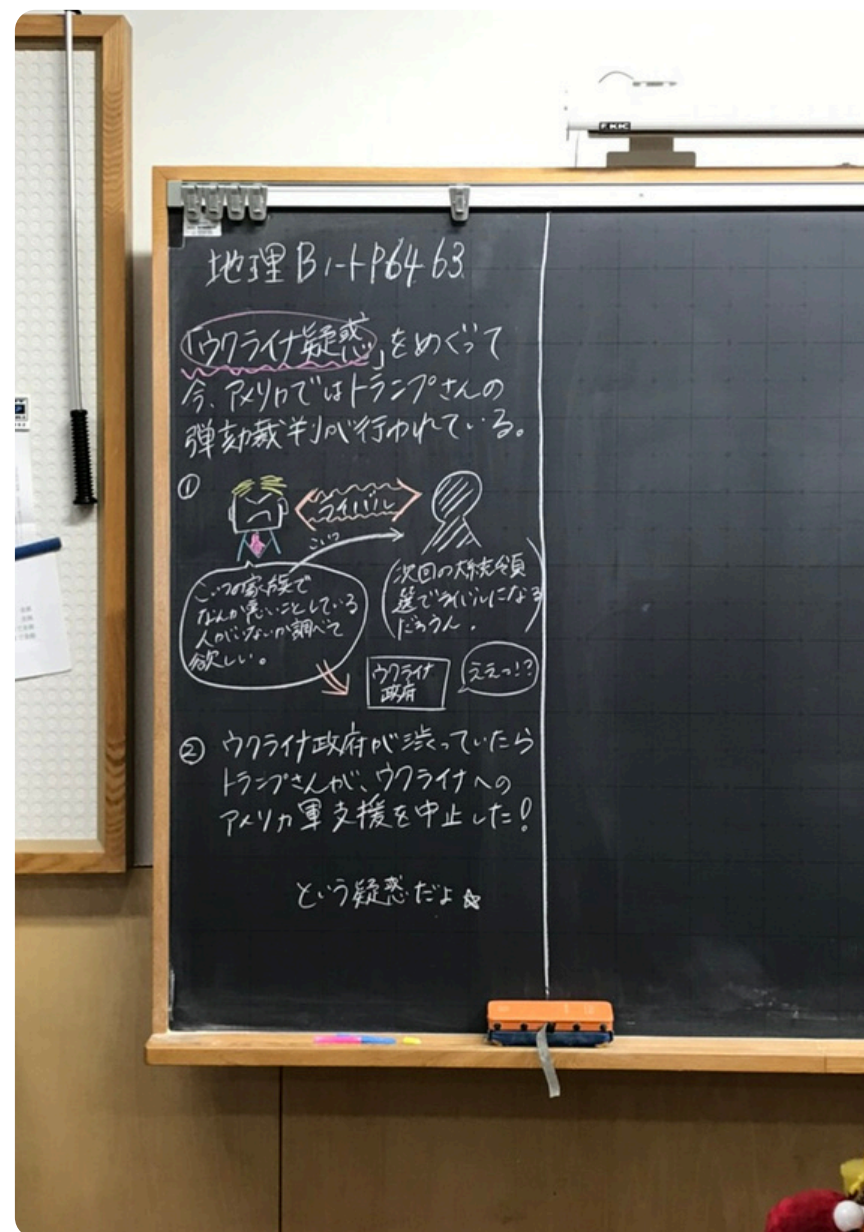 地理B ノートP64 63
「ウクライナ疑惑」をめぐって
今、アメリカではトランプさんの
弾劾裁判が行われている。
①
ライバル
こいつ
こいつの家族で
なんか悪いことしている
人がいないか調べて
欲しい。
次回の大統領
選でライバルになる
だろう人.
ウクライナ
政府
ええっ!?
② ウクライナ政府が渋っていたら
トランプさんが、ウクライナへの
アメリカ軍支援を中止した!
という疑惑だよ☆